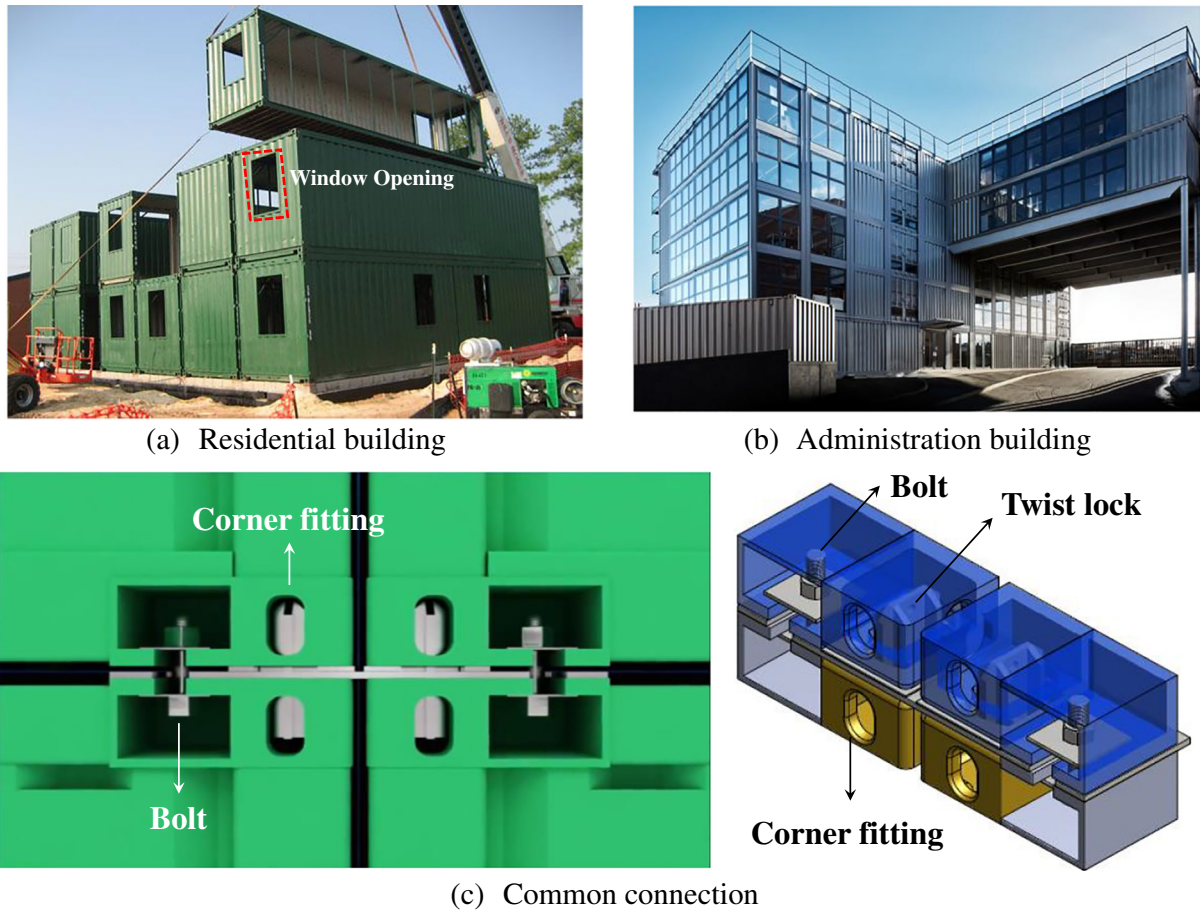 Window Opening
(a) Residential building
(b) Administration building
Corner fitting
Bolt
Bolt
Twist lock
Corner fitting
(c) Common connection